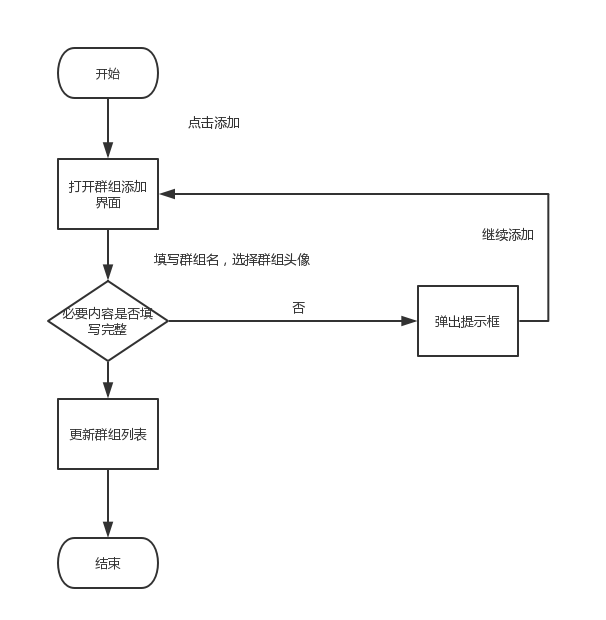 开始
点击添加
打开群组添加
界面
继续添加
填写群组名，选择群组头像
必要内容是否填
写完整
否
弹出提示框
更新群组列表
结束